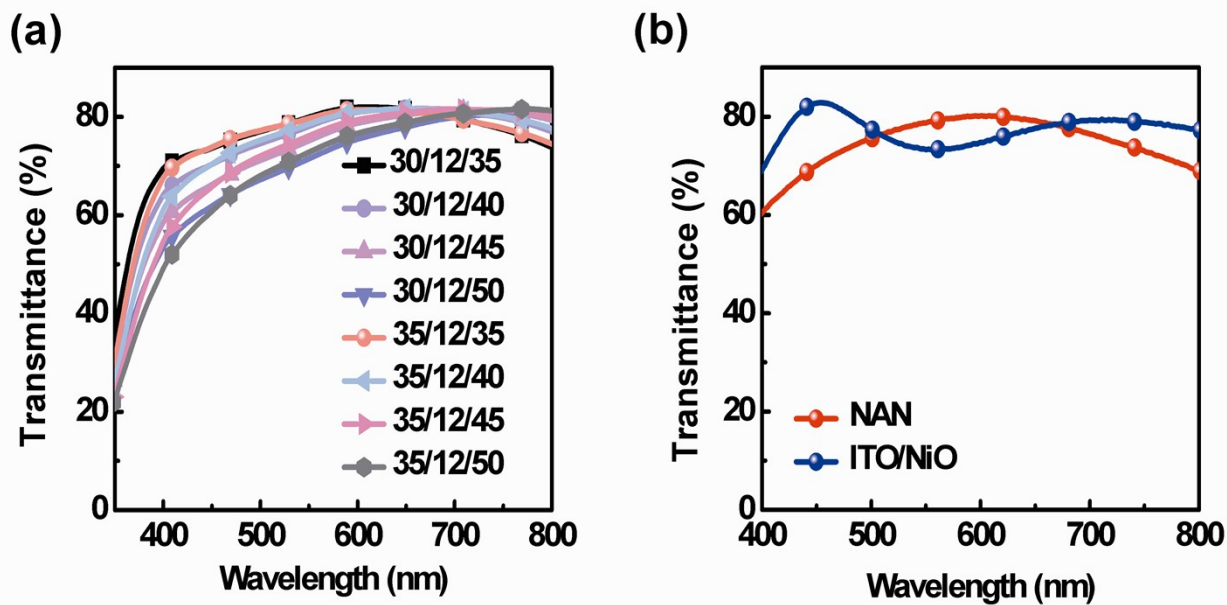 (a)
Transmittance (%)
80
60
40
20
0
400 500 600 700 800
Wavelength (nm)
30/12/35
30/12/40
30/12/45
30/12/50
35/12/35
35/12/40
35/12/45
35/12/50
(b)
Transmittance (%)
80
60
40
20
0
400 500 600 700 800
Wavelength (nm)
NAN
ITO/NiO